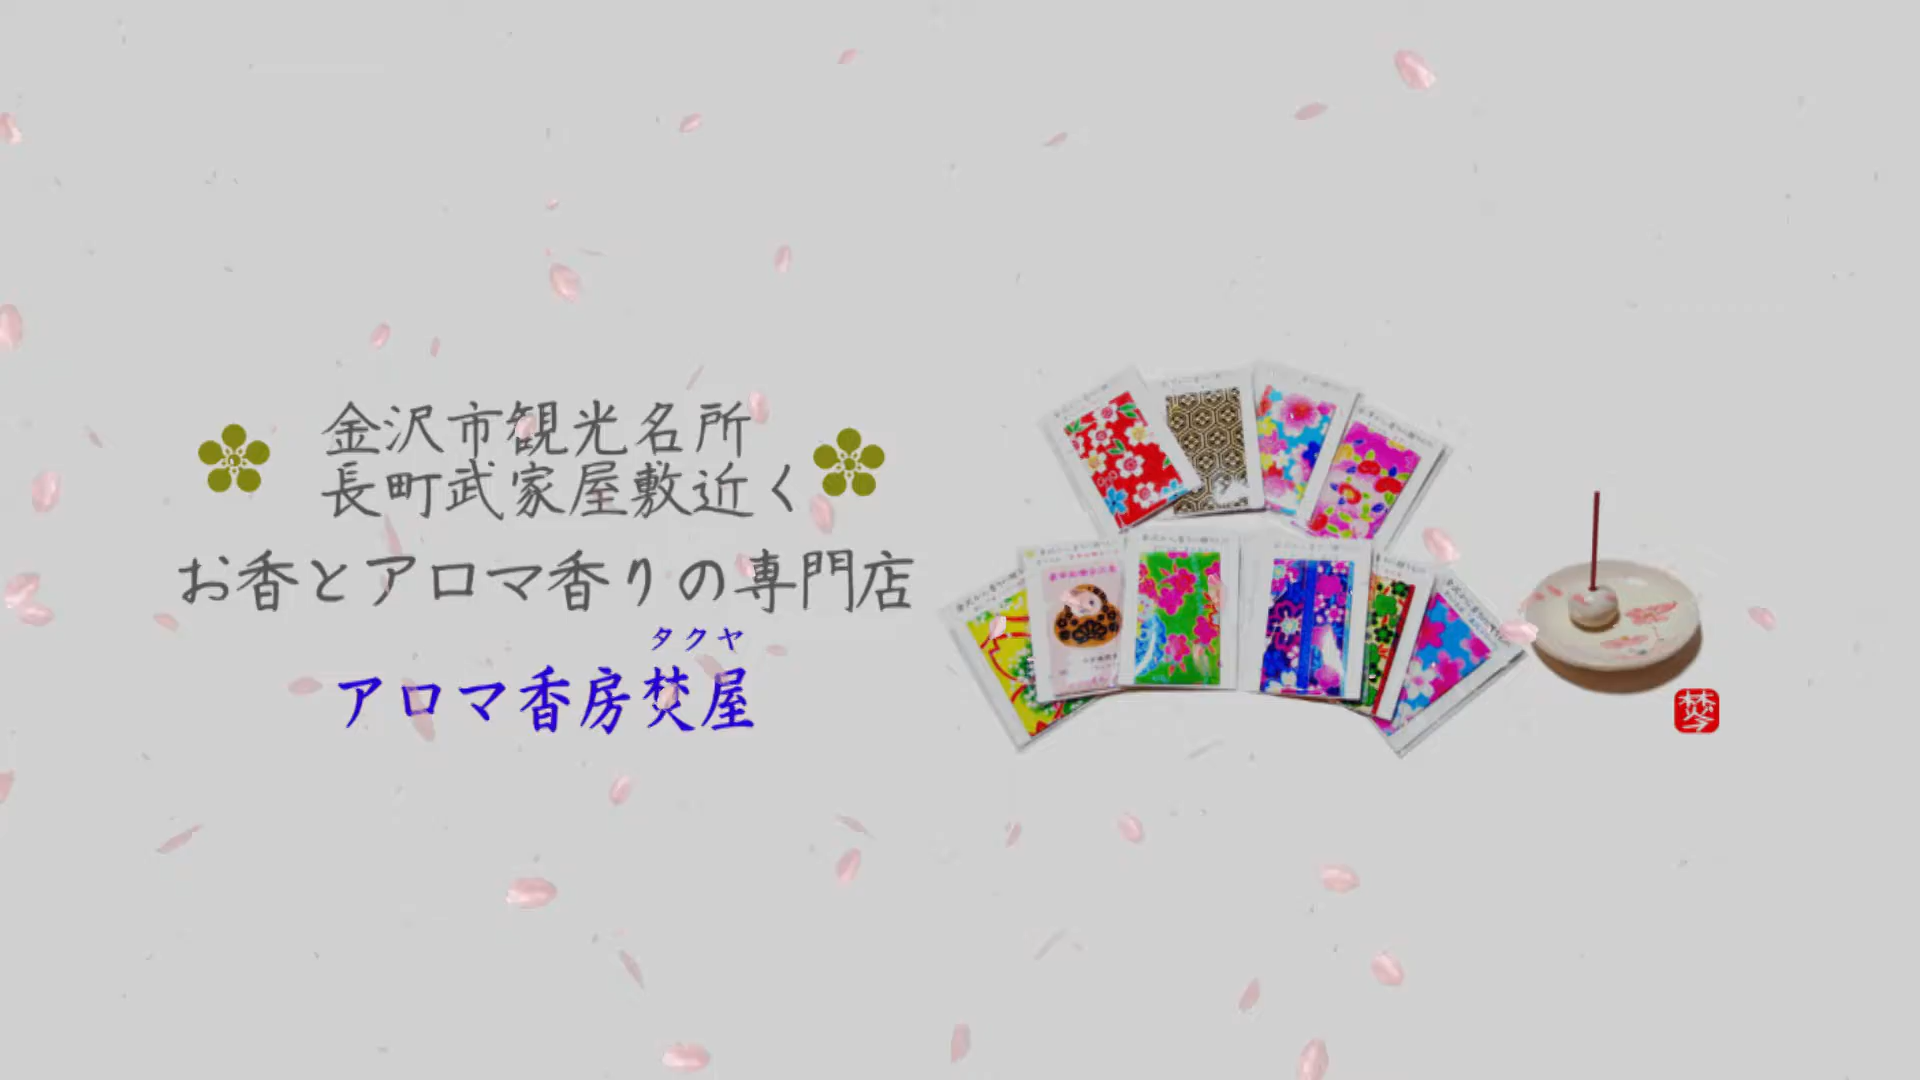 金沢市観光名所
長町武家屋敷近く
お香とアロマ香りの専門店
タクヤ
アロマ香房焚屋